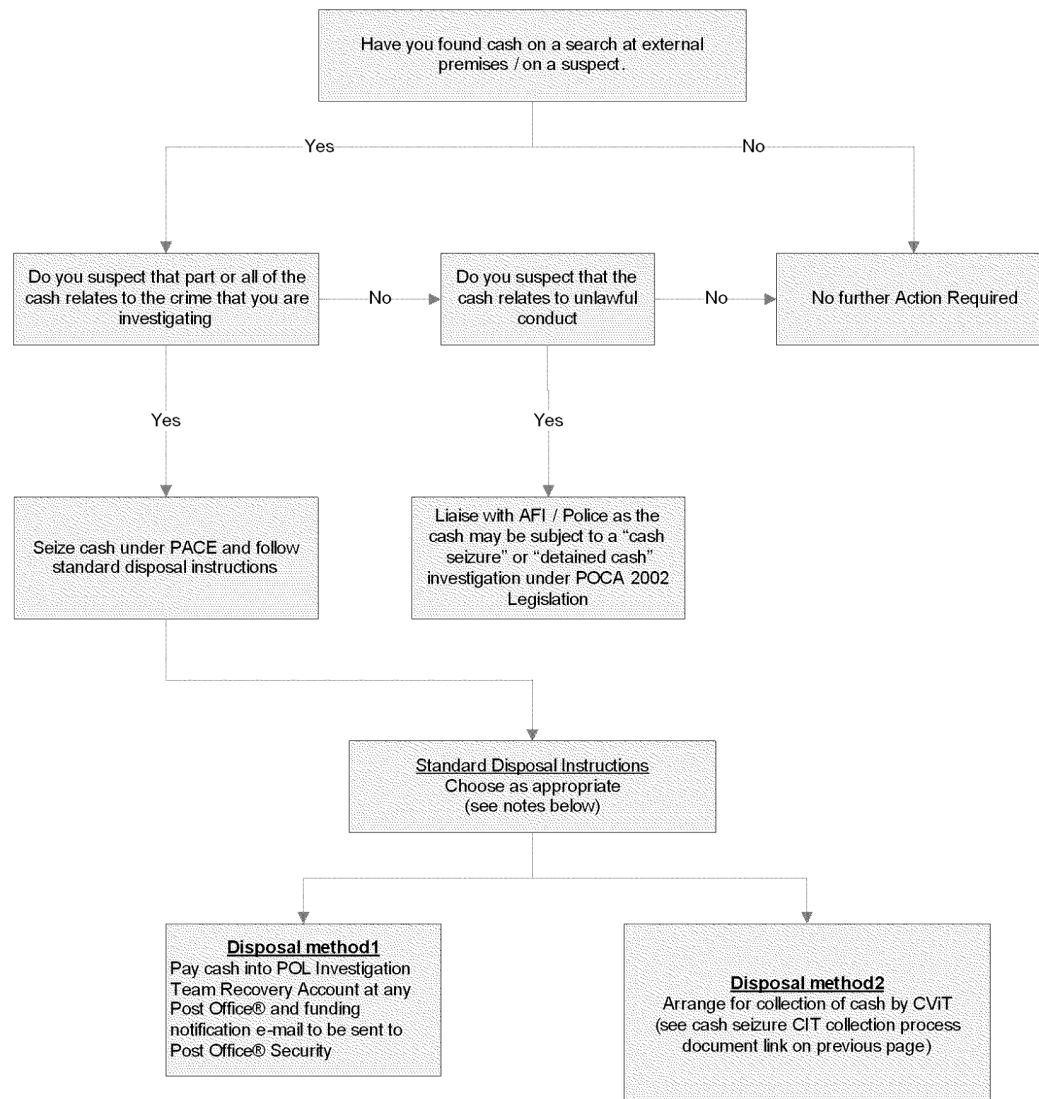 Have you found cash on a search at external
premises / on a suspect.
Yes
No
Do you suspect that part or all of the
cash relates to the crime that you are
investigating
No
Do you suspect that the
cash relates to unlawful
conduct
No
No further Action Required
Yes
Yes
Seize cash under PACE and follow
standard disposal instructions
Liaise with AFI / Police as the
cash may be subject to a “cash
seizure” or “detained cash”
investigation under POCA 2002
Legislation
Standard Disposal Instructions
Choose as appropriate
(see notes below)
Disposal method1
Pay cash into POL Investigation
Team Recovery Account at any
Post Office® and funding
notification e-mail to be sent to
Post Office® Security
Disposal method2
Arrange for collection of cash by CViT
(see cash seizure CIT collection process
document link on previous page)